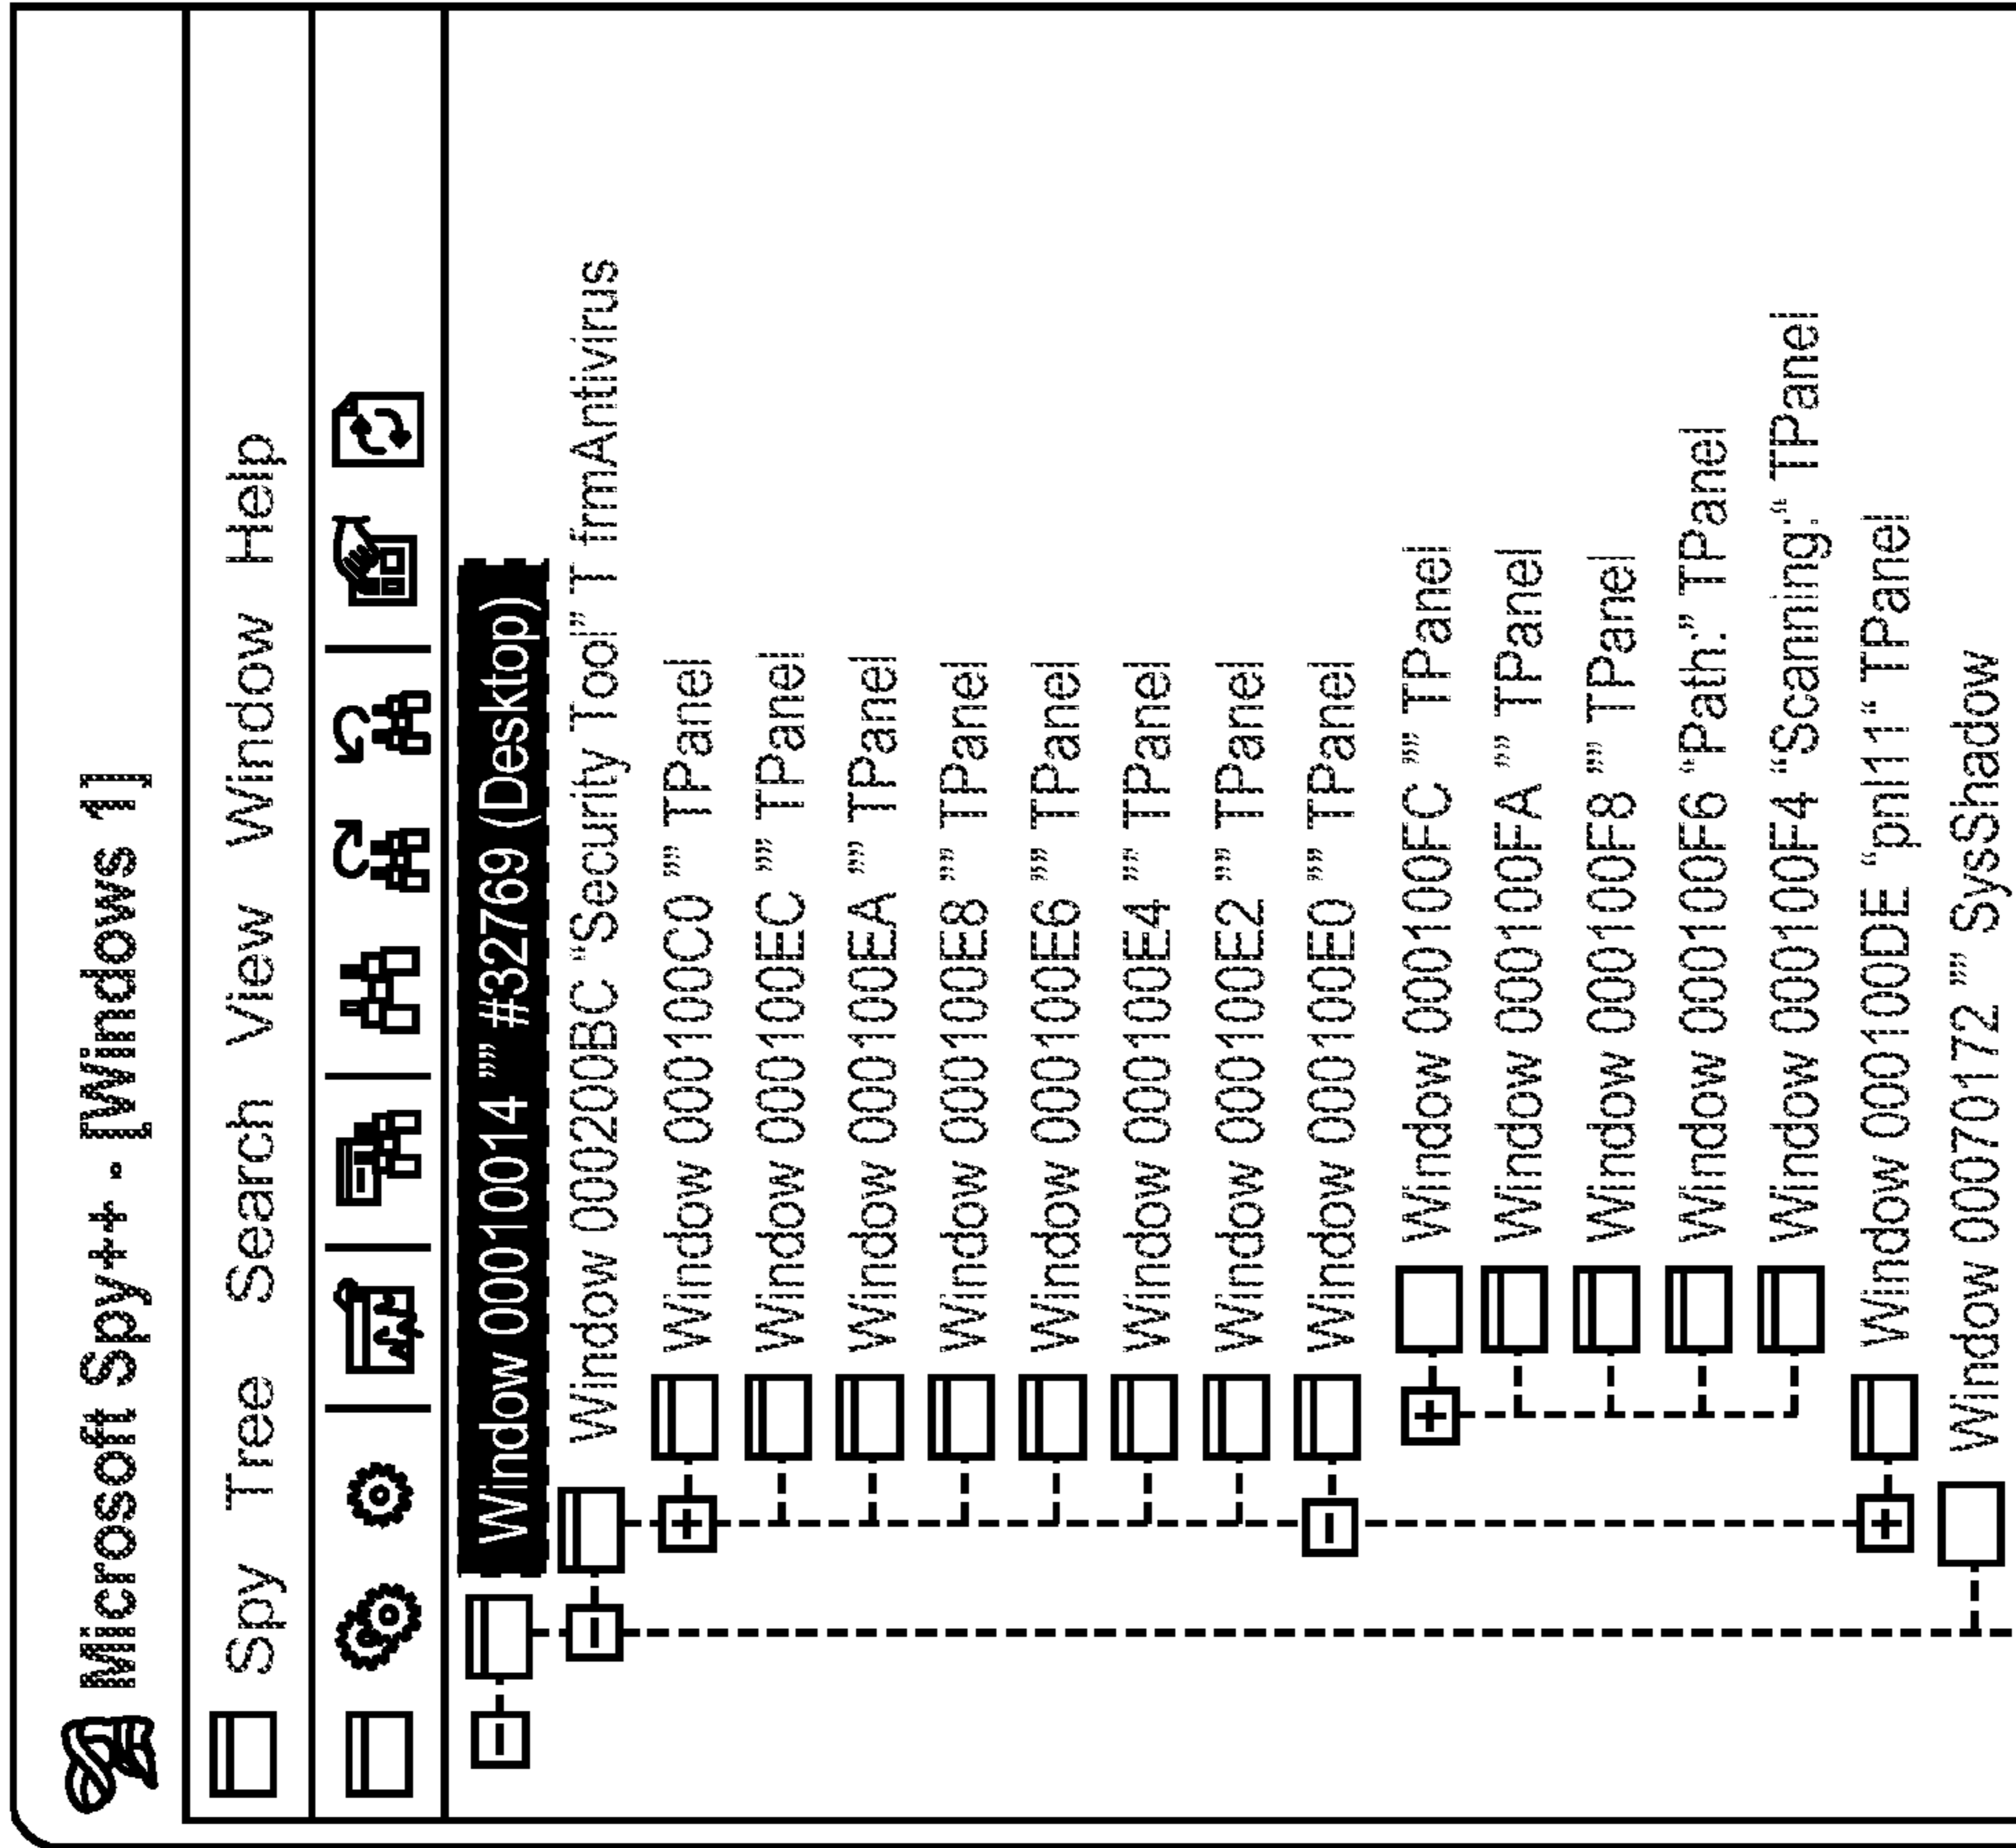 Microsoft Spy++ - [Windows 1]
Spy Tree Search View Window Help
Window 00010014 ”” #32769 (Desktop)
Window 000200BC “Security Tool” T frmAntivirus
Window 000100C0 ”” TPanel
Window 000100EC ”” TPanel
Window 000100EA ”” TPanel
Window 000100E8 ”” TPanel
Window 000100E6 ”” TPanel
Window 000100E4 ”” TPanel
Window 000100E2 ”” TPanel
Window 000100E0 ”” TPanel
Window 000100FC ”” TPanel
Window 000100FA ”” TPanel
Window 000100F8 ”” TPanel
Window 000100F6 “Path:” TPanel
Window 000100F4 “Scanning:“ TPanel
Window 000100DE “pnl11“ TPanel
Window 00070172 ”” SysShadow